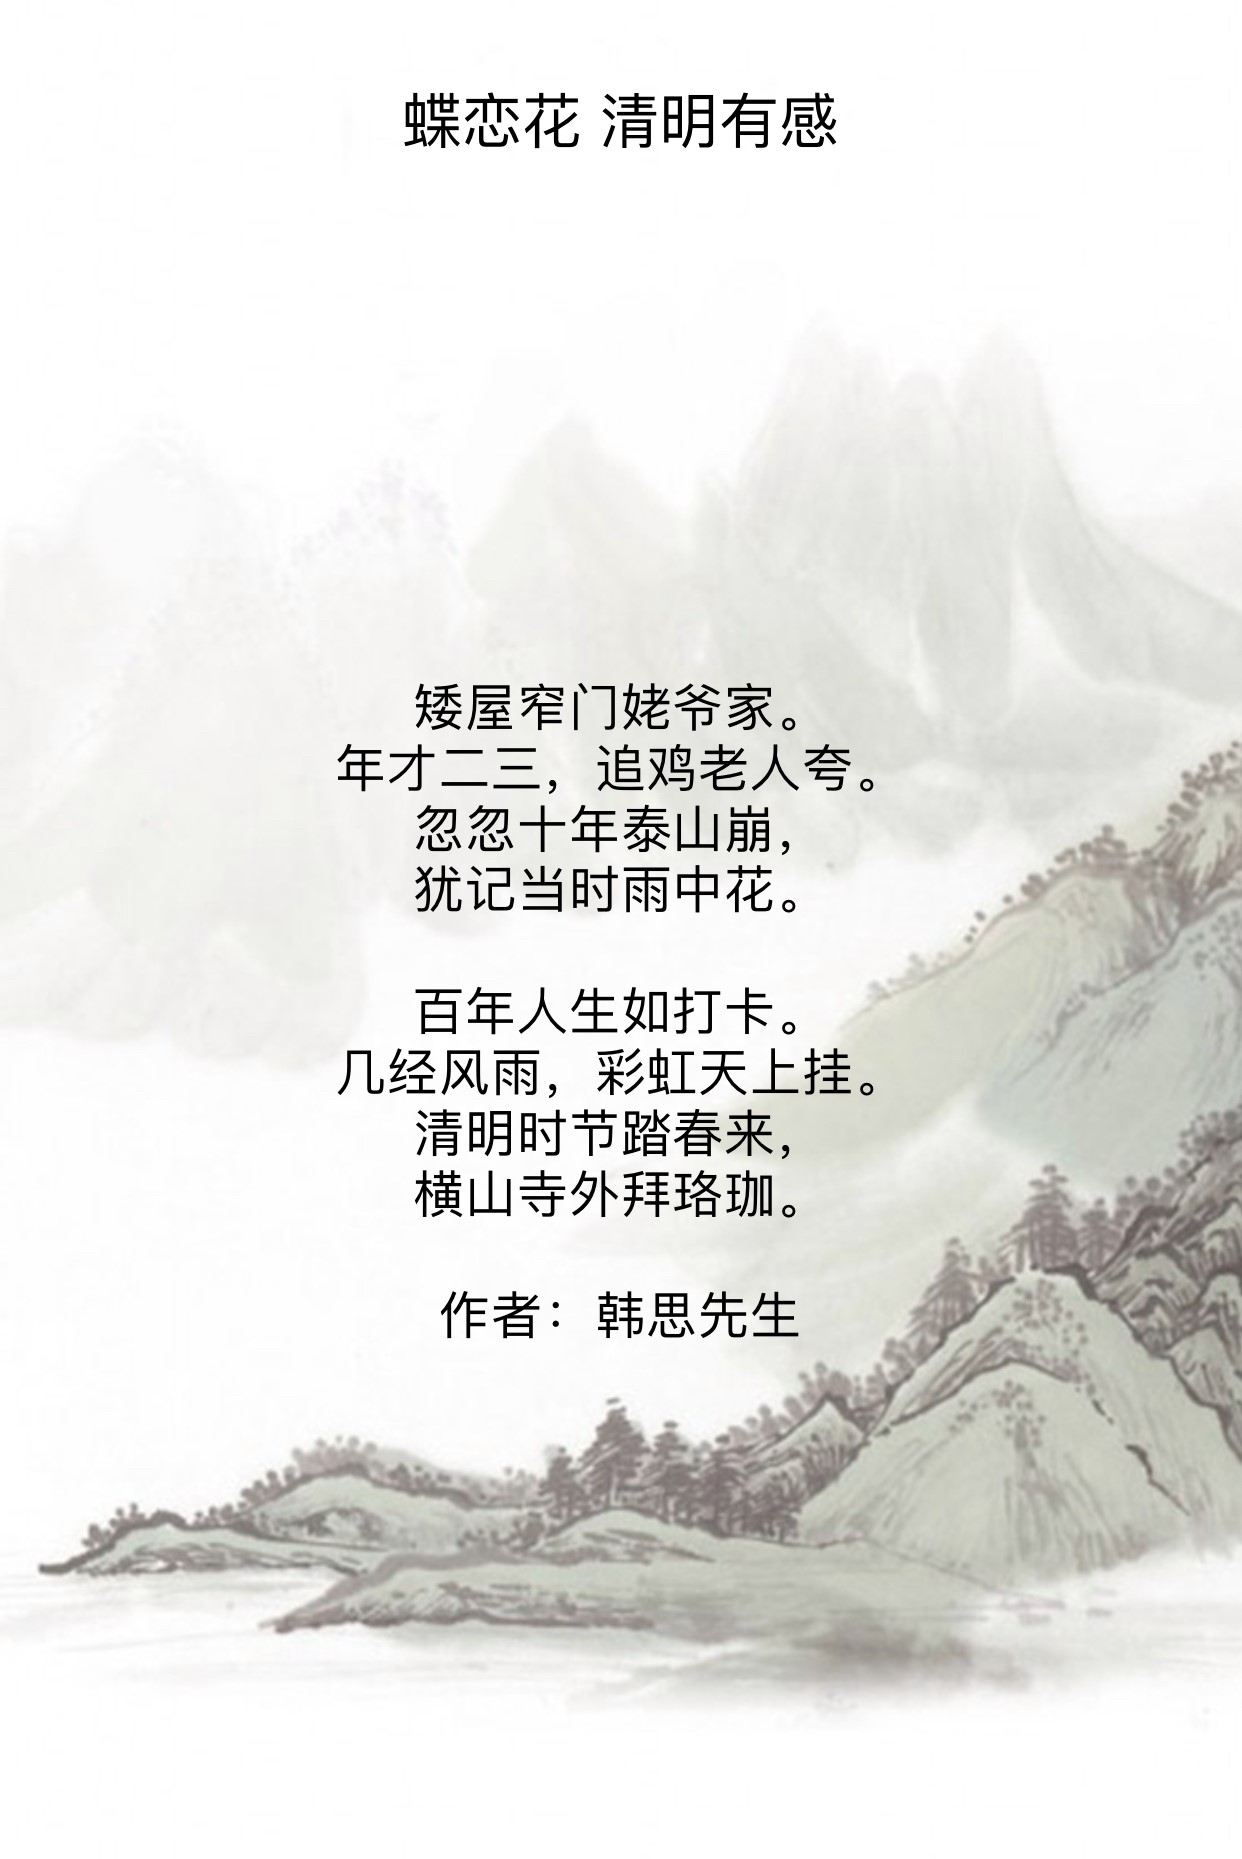 蝶恋花 清明有感
矮屋窄门姥爷家。
年才二三，追鸡老人夸。
忽忽十年泰山崩，
犹记当时雨中花。
百年人生如打卡。
几经风雨，彩虹天上挂。
清明时节踏春来，
横山寺外拜珞珈。
作者：韩思先生